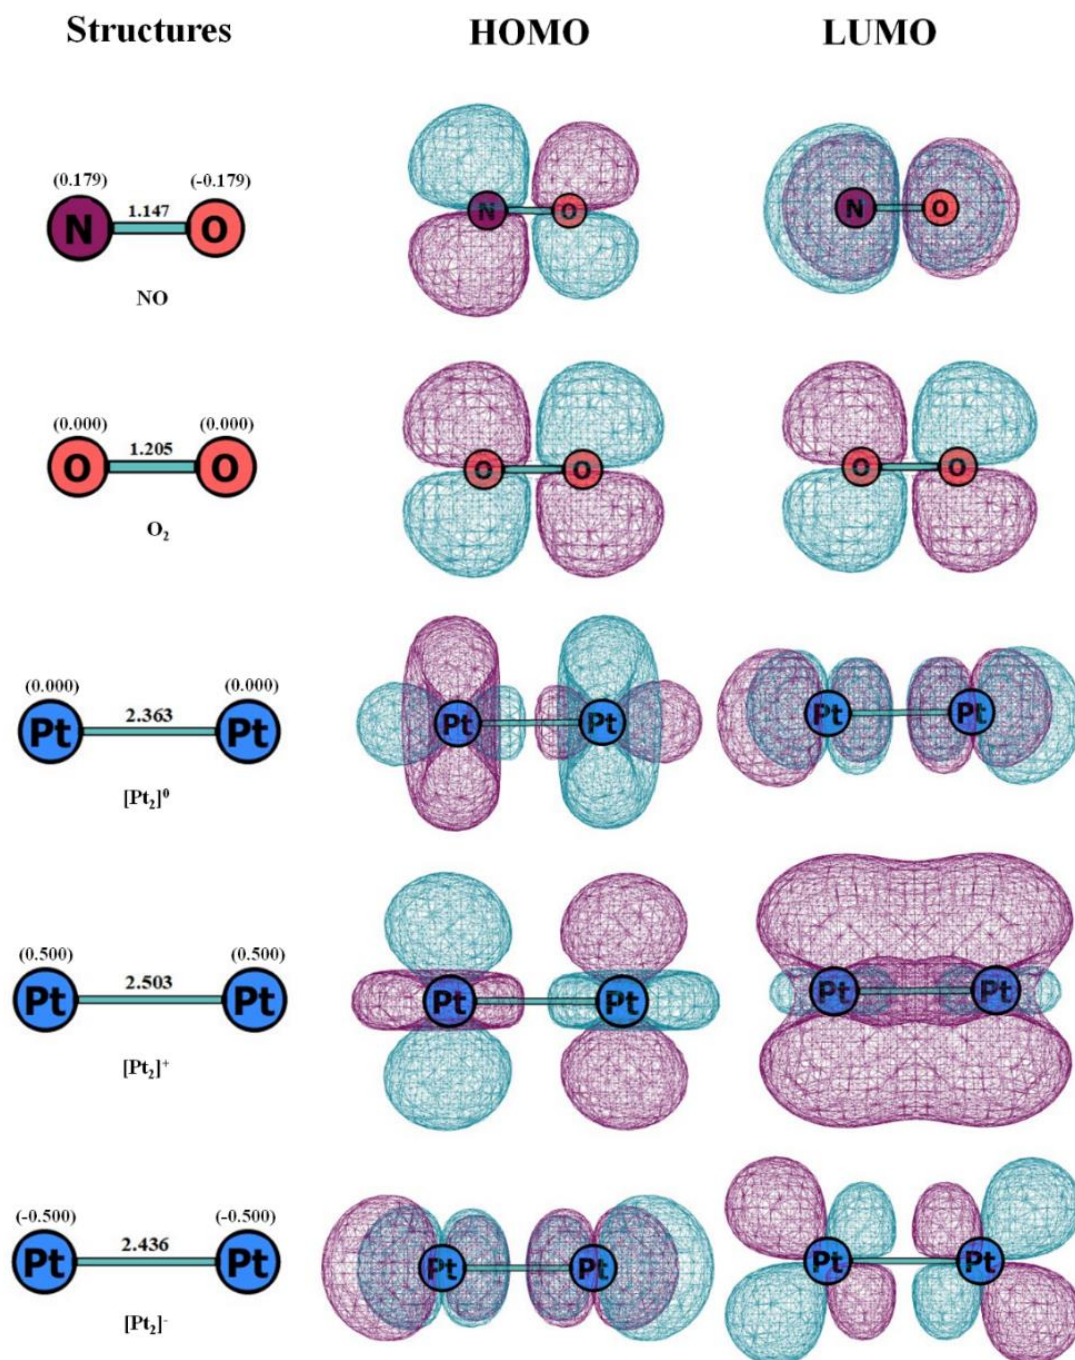 Structures HOMO LUMO
(0.179) (-0.179)
N 1.147 O N O N O
NO
(0.000) (0.000)
O 1.205 O O O O O
O₂
(0.000) (0.000)
Pt 2.363 Pt Pt Pt Pt Pt
[Pt₂]⁰
(0.500) (0.500)
Pt 2.503 Pt Pt Pt Pt Pt
[Pt₂]⁺
(-0.500) (-0.500)
Pt 2.436 Pt Pt Pt Pt Pt
[Pt₂]⁻